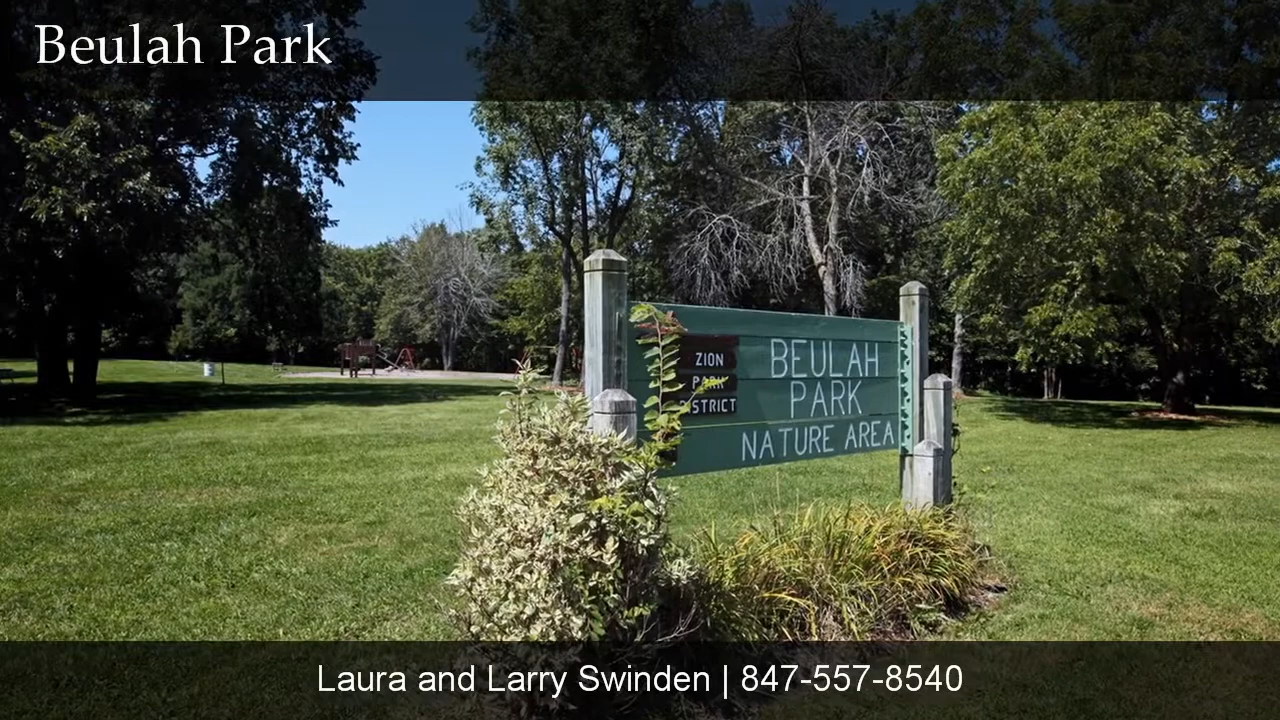 Beulah Park
ZION
PARK
DISTRICT
BEULAH
PARK
NATURE AREA
Laura and Larry Swinden | 847-557-8540